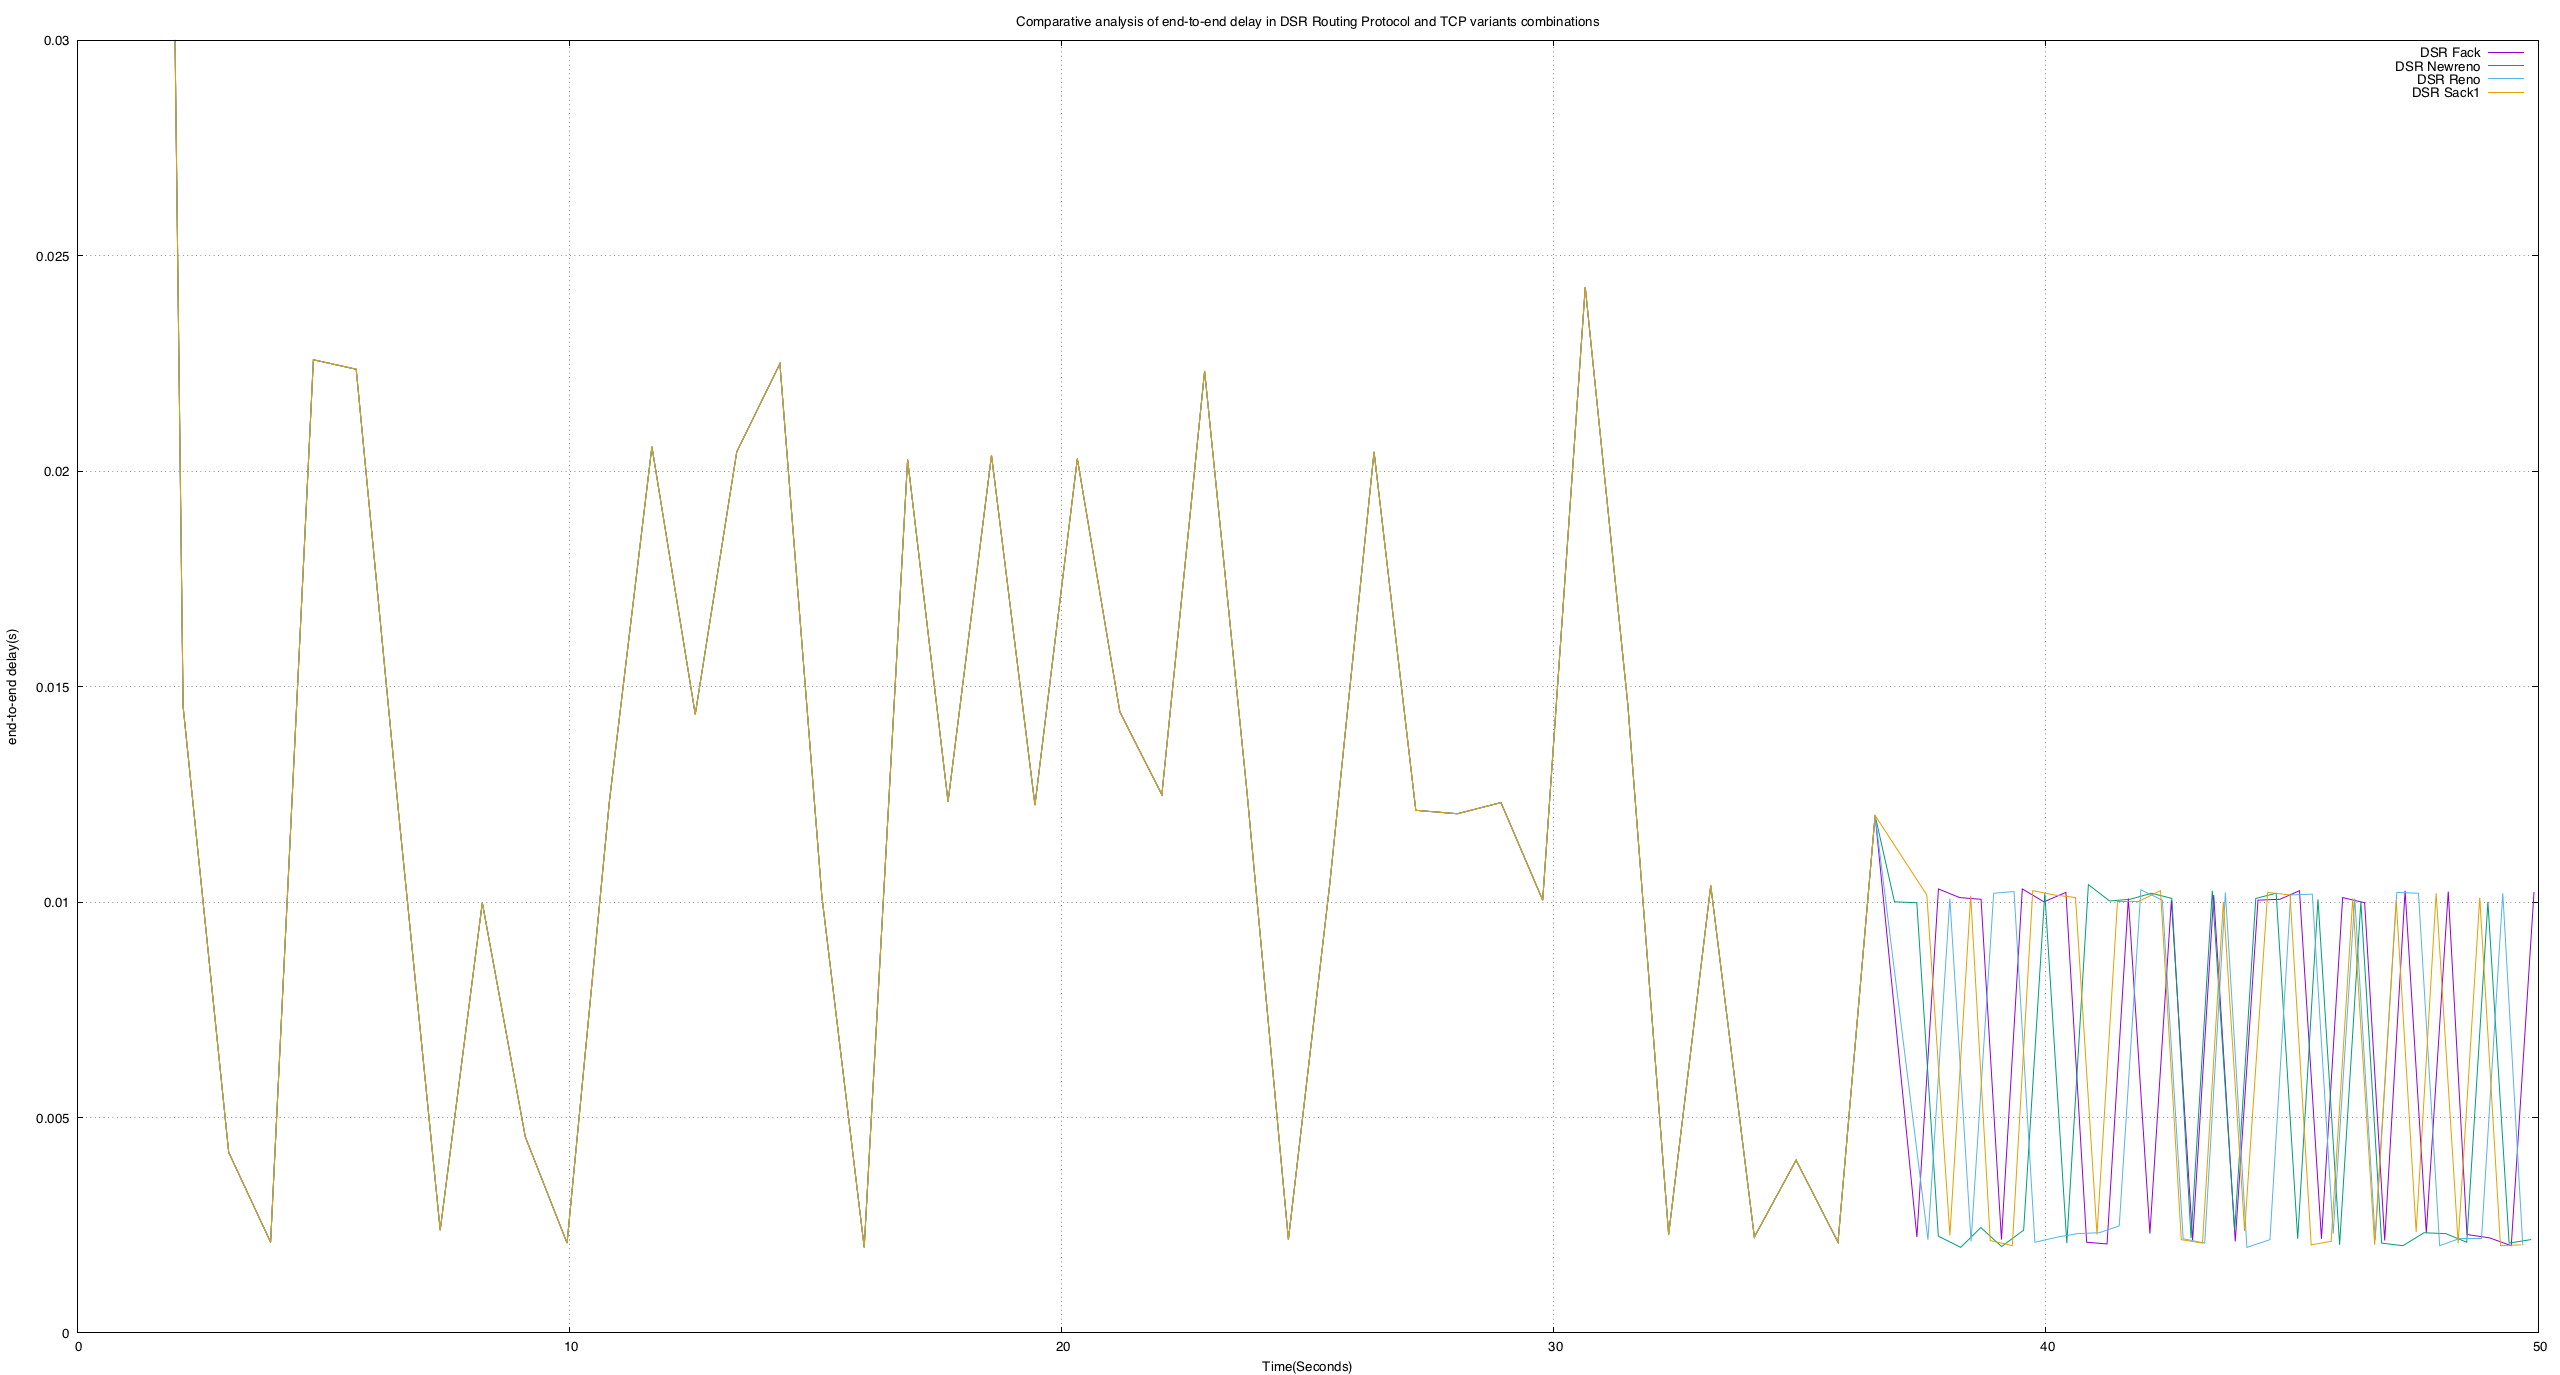 Comparative analysis of end-to-end delay in DSR Routing Protocol and TCP variants combinations
0.03
DSR Fack
DSR Newreno
DSR Reno
DSR Sack1
0.025
0.02
0.015
end-to-end delay(s)
0.01
0.005
0
0 10 20 30 40 50
Time(Seconds)